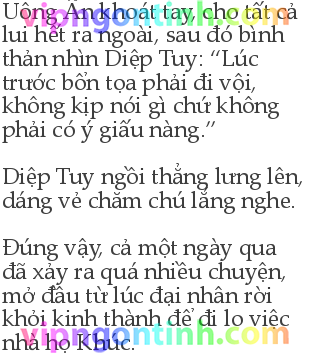 Uông Ấn khoát tay, cho tất cả
lui hết ra ngoài, sau đó bình
thản nhìn Diệp Tuy: “Lúc
trước bổn tọa phải đi vội,
không kịp nói gì chứ không
phải có ý giấu nàng.”
Diệp Tuy ngồi thẳng lưng lên,
dáng vẻ chăm chú lắng nghe.
Đúng vậy, cả một ngày qua
đã xảy ra quá nhiều chuyện,
mở đầu từ lúc đại nhân rời
khỏi kinh thành để đi lo việc
nhà họ Khúc.
vipngontinh.com
vipngontinh.com